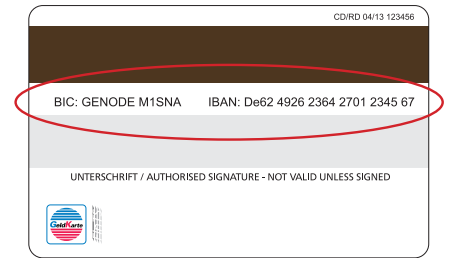 CD/RD 04/13 123456
BIC: GENODE M1SNA IBAN: De62 4926 2364 2701 2345 67
UNTERSCHRIFT / AUTHORISED SIGNATURE - NOT VALID UNLESS SIGNED
GeldKarte